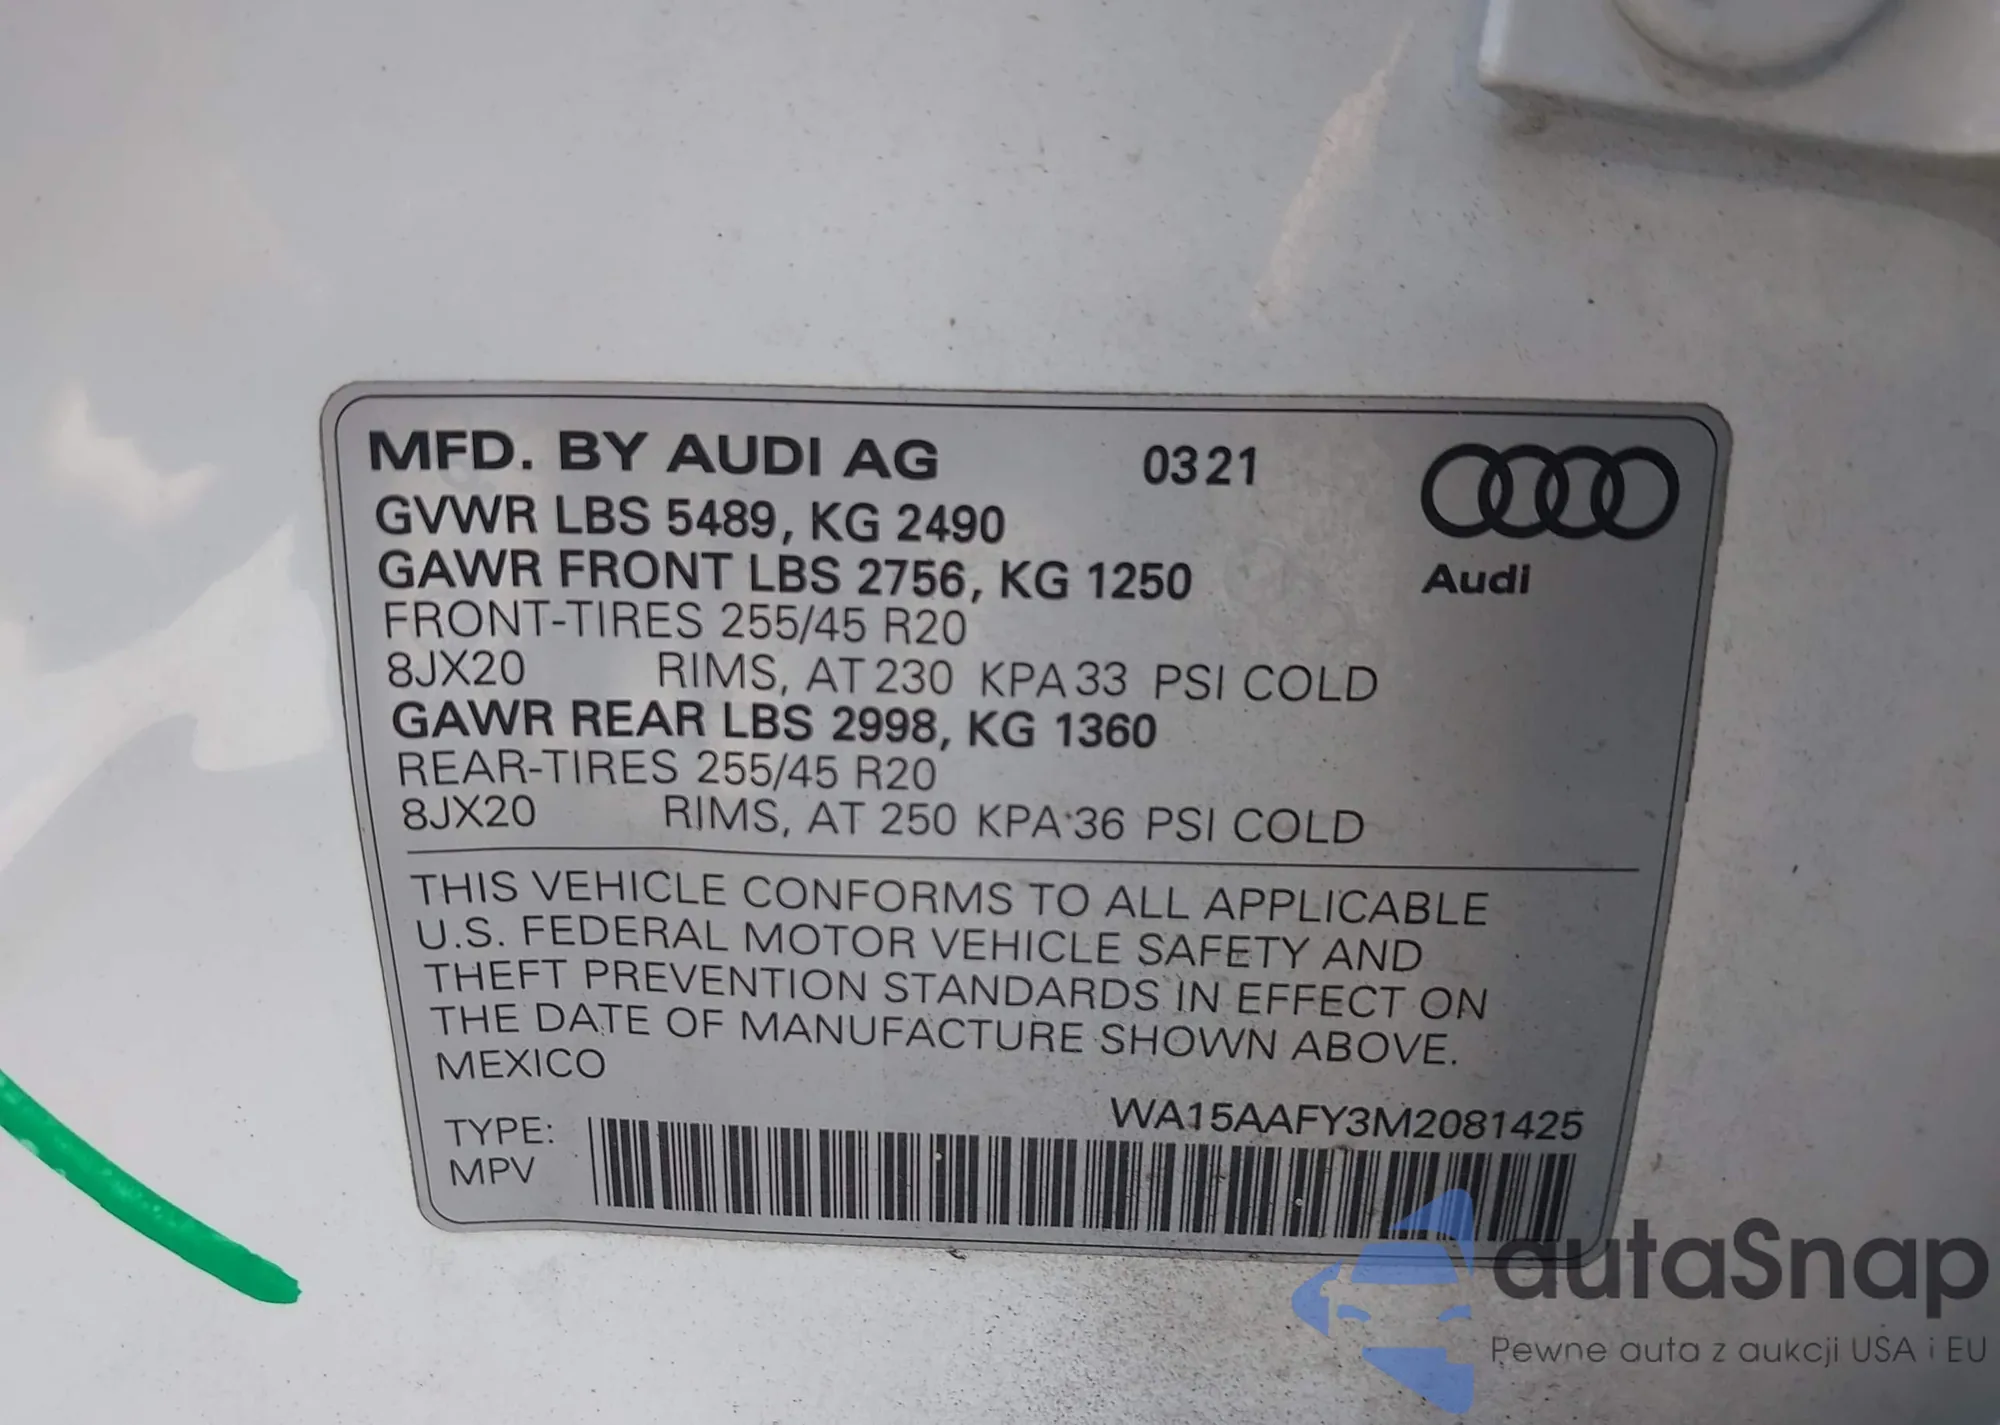 MFD. BY AUDI AG 03 21
GVWR LBS 5489, KG 2490
GAWR FRONT LBS 2756, KG 1250
Audi
FRONT-TIRES 255/45 R20
8JX20 RIMS, AT 230 KPA 33 PSI COLD
GAWR REAR LBS 2998, KG 1360
REAR-TIRES 255/45 R20
8JX20 RIMS, AT 250 KPA 36 PSI COLD
THIS VEHICLE CONFORMS TO ALL APPLICABLE
U.S. FEDERAL MOTOR VEHICLE SAFETY AND
THEFT PREVENTION STANDARDS IN EFFECT ON
THE DATE OF MANUFACTURE SHOWN ABOVE.
MEXICO
WA15AAFY3M2081425
TYPE:
MPV
autaSnap
Pewne auta z aukcji USA i EU